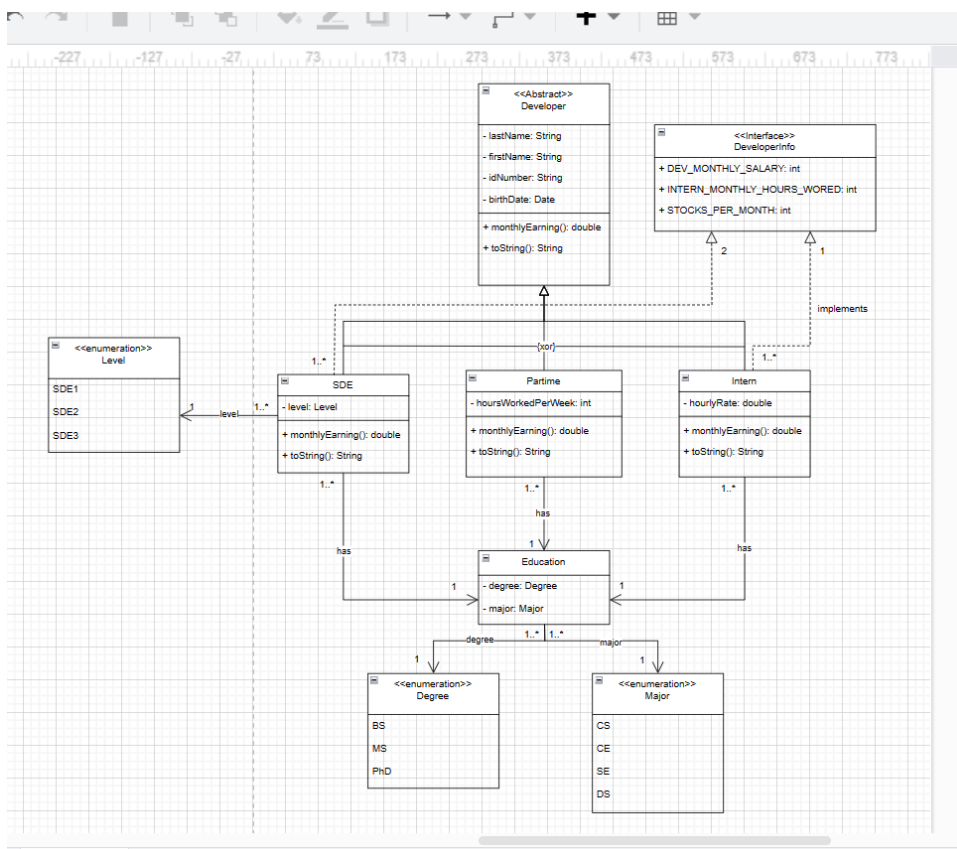 -227 -127 -27 73 173 273 373 473 573 673 773
<<Abstract>>
Developer
- lastName: String
- firstName: String
- idNumber: String
- birthDate: Date
+ monthlyEarning(): double
+ toString(): String
<<Interface>>
DeveloperInfo
+ DEV_MONTHLY_SALARY: int
+ INTERN_MONTHLY_HOURS_WORED: int
+ STOCKS_PER_MONTH: int
2
1
implements
{xor}
1..*
1..*
<<enumeration>>
Level
SDE1
SDE2
SDE3
1
level
1..*
SDE
- level: Level
+ monthlyEarning(): double
+ toString(): String
Partime
- hoursWorkedPerWeek: int
+ monthlyEarning(): double
+ toString(): String
Intern
- hourlyRate: double
+ monthlyEarning(): double
+ toString(): String
1..*
1..*
1..*
has
has
has
1
1
1
Education
- degree: Degree
- major: Major
degree
1..*
1..*
major
1
1
<<enumeration>>
Degree
BS
MS
PhD
<<enumeration>>
Major
CS
CE
SE
DS